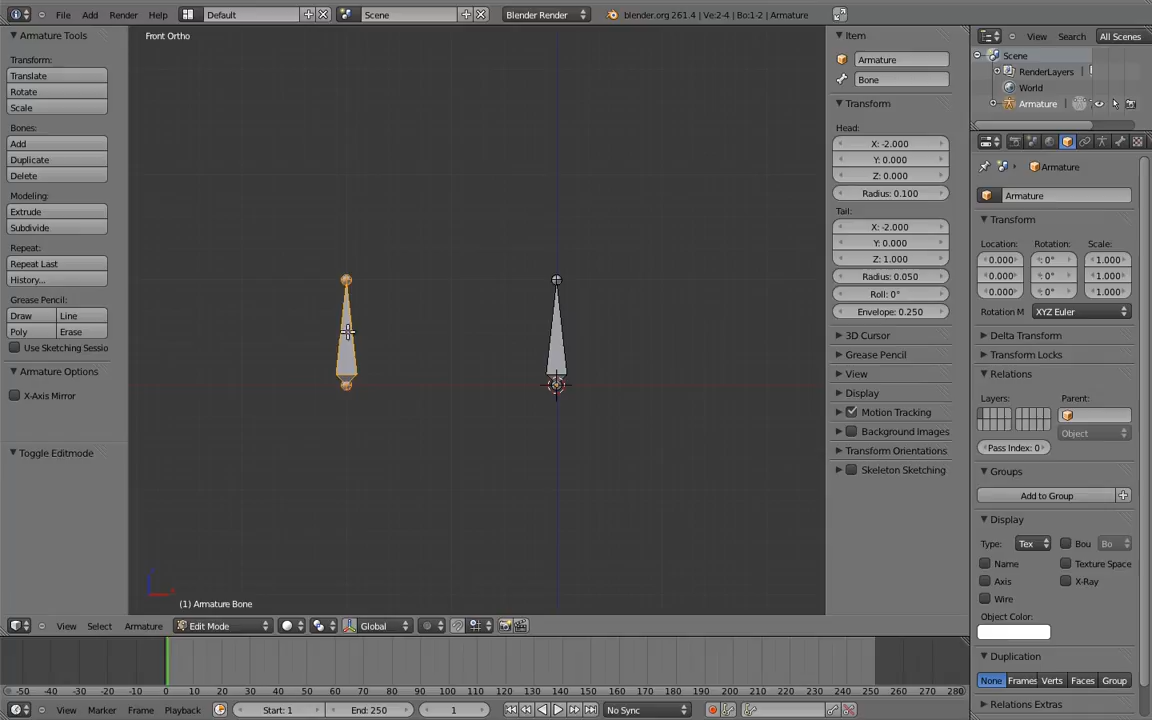 File Add Render Help Default Scene Blender Render blender.org 261.4 | Ve:2-4 | Bo:1-2 | Armature
Armature Tools
Transform:
Translate
Rotate
Scale
Bones:
Add
Duplicate
Delete
Modeling:
Extrude
Subdivide
Repeat:
Repeat Last
History...
Grease Pencil:
Draw Line
Poly Erase
Use Sketching Sessio
Armature Options
X-Axis Mirror
Toggle Editmode
Front Ortho
(1) Armature Bone
Item
Armature
Bone
Transform
Head:
X: -2.000
Y: 0.000
Z: 0.000
Radius: 0.100
Tail:
X: -2.000
Y: 0.000
Z: 1.000
Radius: 0.050
Roll: 0°
Envelope: 0.250
3D Cursor
Grease Pencil
View
Display
Motion Tracking
Background Images
Transform Orientations
Skeleton Sketching
View Search All Scenes
Scene
RenderLayers
World
Armature
Armature
Armature
Transform
Location: Rotation: Scale:
0.000 : 0° 1.000
0.000 : 0° 1.000
0.000 : 0° 1.000
Rotation M XYZ Euler
Delta Transform
Transform Locks
Relations
Layers: Parent:
Object
Pass Index: 0
Groups
Add to Group
Display
Type: Tex Bou Bo
Name Texture Space
Axis X-Ray
Wire
Object Color:
Duplication
None Frames Verts Faces Group
Relations Extras
View Select Armature Edit Mode Global
-50 -40 -30 -20 -10 0 10 20 30 40 50 60 70 80 90 100 110 120 130 140 150 160 170 180 190 200 210 220 230 240 250 260 270 280
View Marker Frame Playback Start: 1 End: 250 1 No Sync